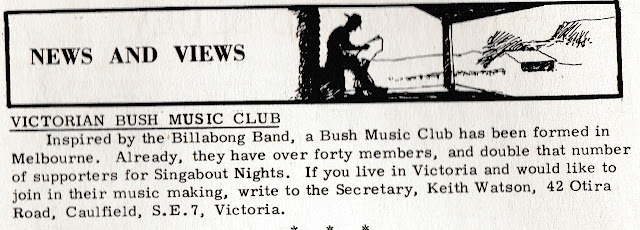 NEWS AND VIEWS
VICTORIAN BUSH MUSIC CLUB
Inspired by the Billabong Band, a Bush Music Club has been formed in
Melbourne. Already, they have over forty members, and double that number
of supporters for Singabout Nights. If you live in Victoria and would like to
join in their music making, write to the Secretary, Keith Watson, 42 Otira
Road, Caulfield, S.E.7, Victoria.
* * *